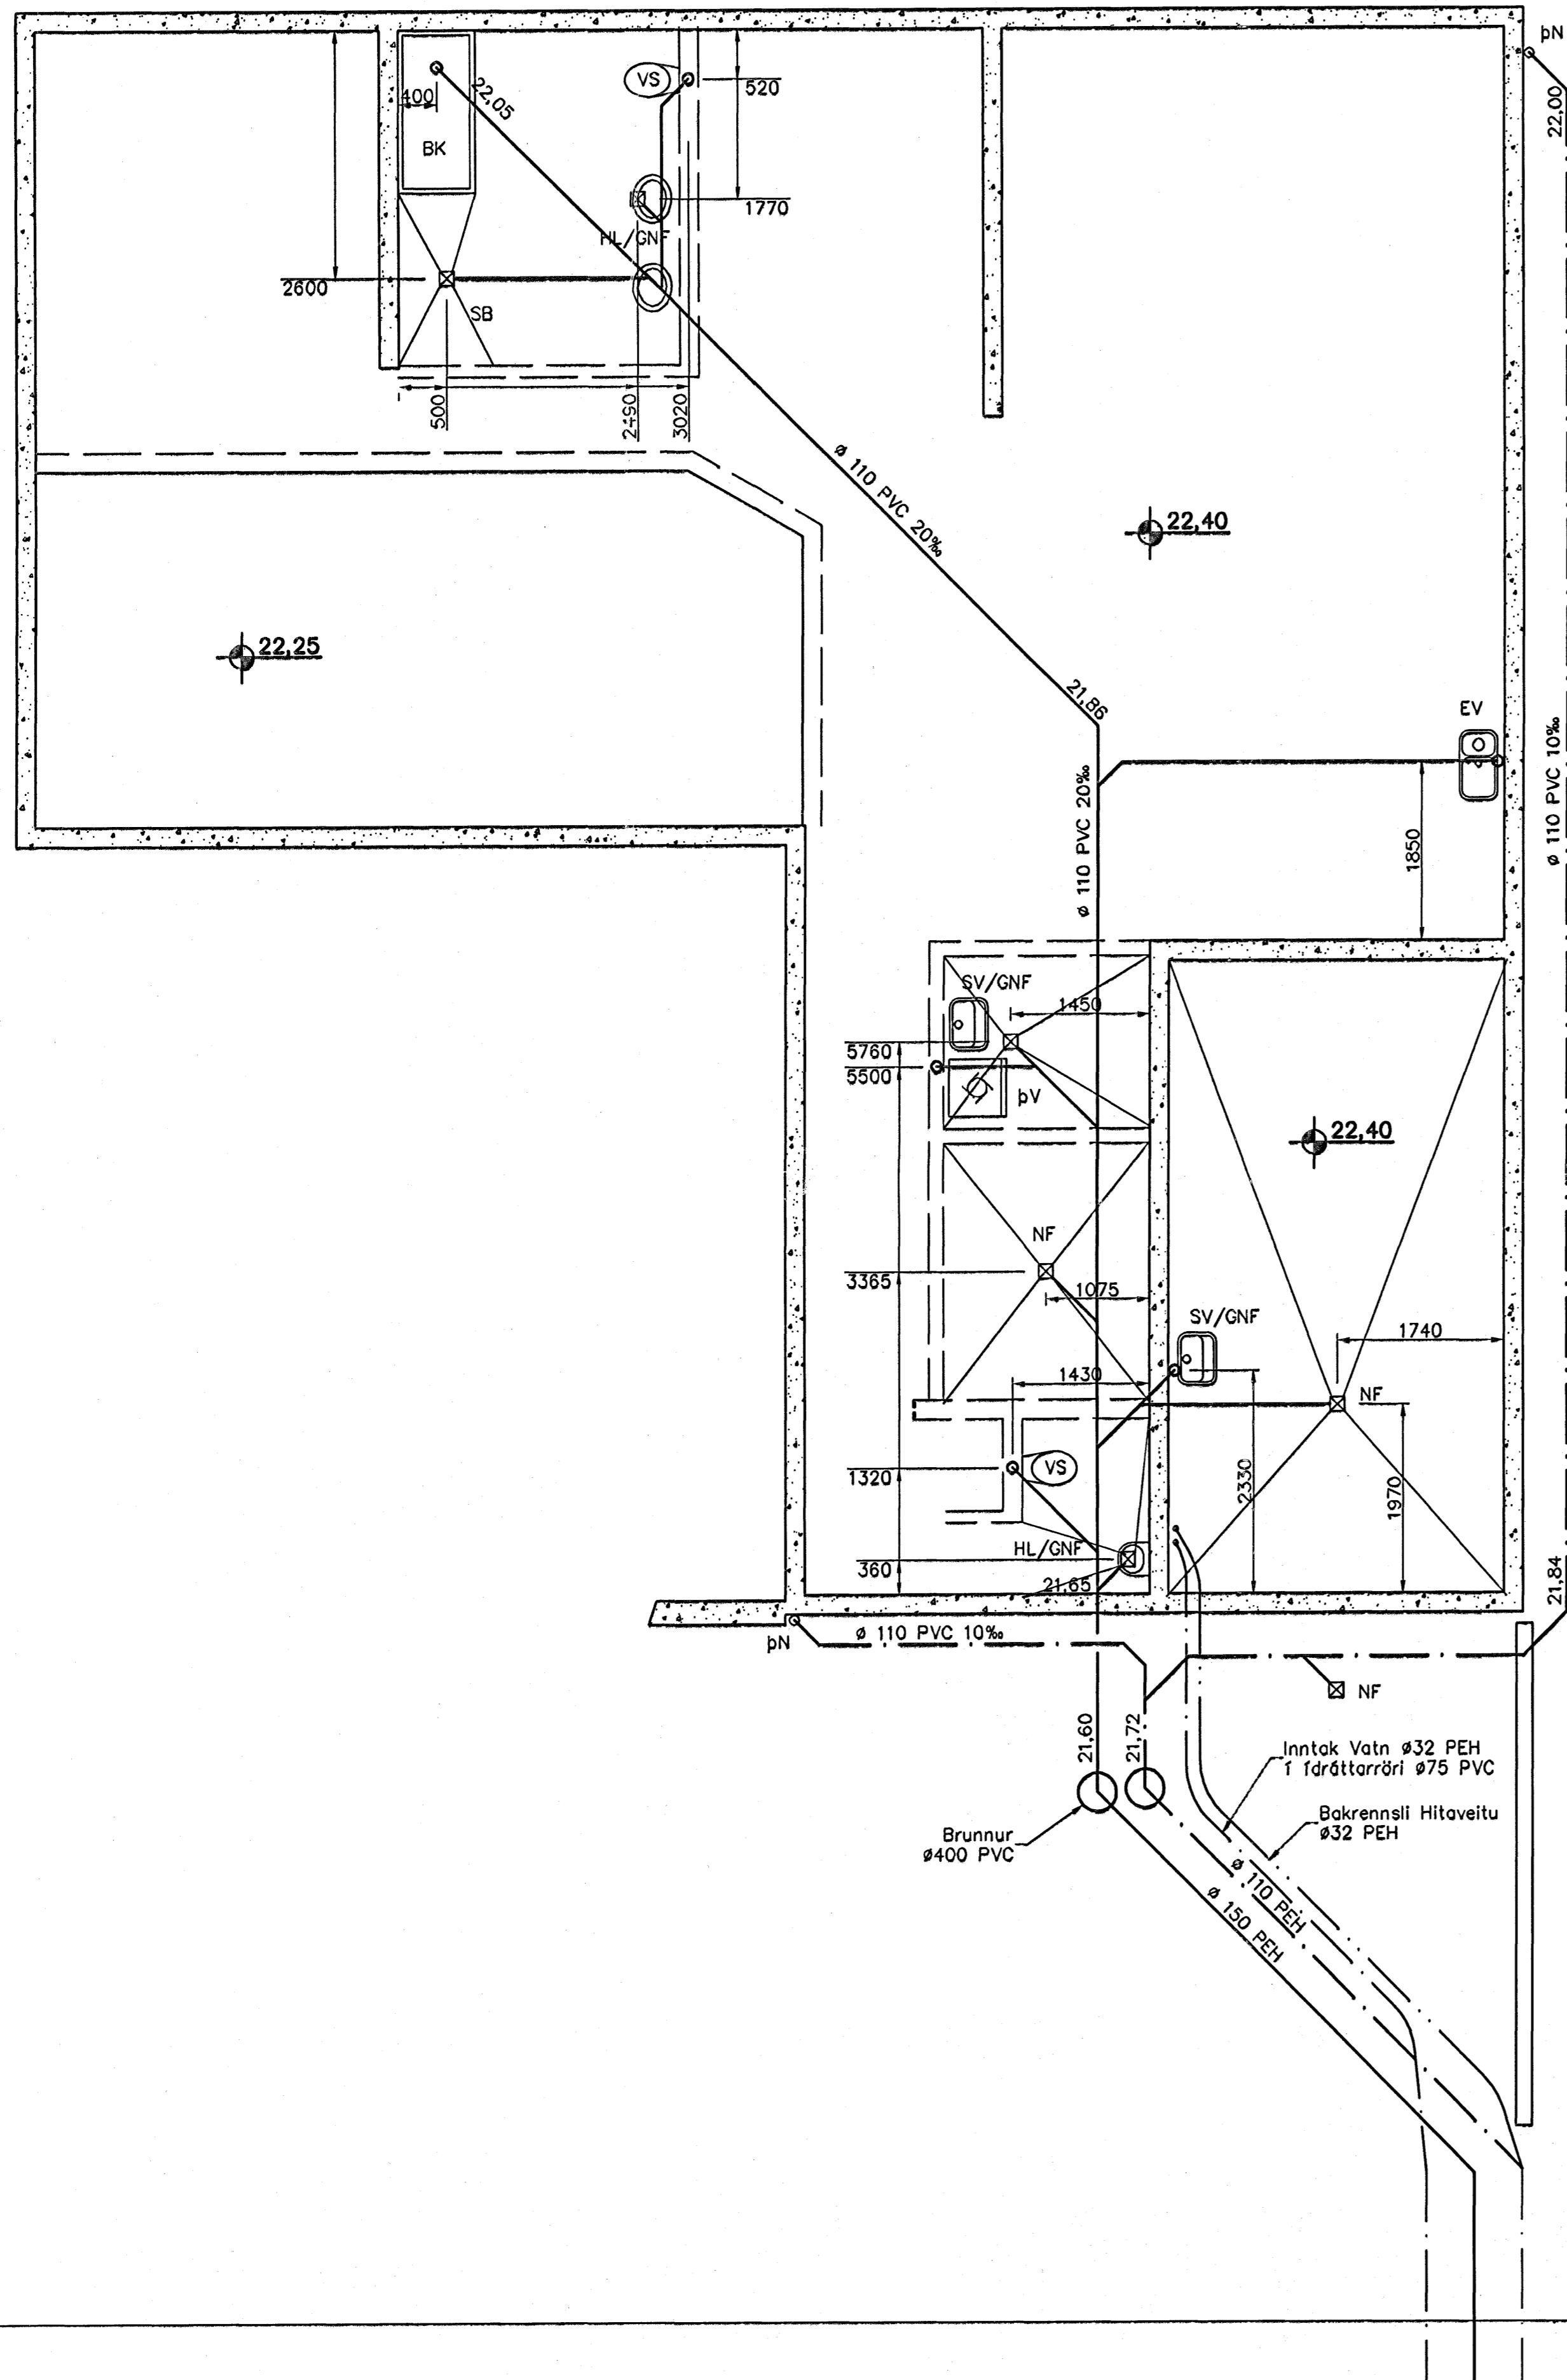 þN
22,00
VS
520
22,05
400
BK
1770
HL/GNF
2600
SB
500
2490
3020
ø 110 PVC 20‰
22,40
22,25
21,86
EV
ø 110 PVC 20‰
ø 110 PVC 10‰
1850
SV/GNF
1450
5760
5500
þV
22,40
NF
3365
1075
SV/GNF
1740
1430
NF
VS
1320
2330
1970
HL/GNF
360
21,65
21,84
þN
ø 110 PVC 10‰
NF
21,60
21,72
Inntak Vatn ø32 PEH
í ídráttarröri ø75 PVC
Bakrennsli Hitaveitu
ø32 PEH
Brunnur
ø400 PVC
ø 110 PEH
ø 150 PEH